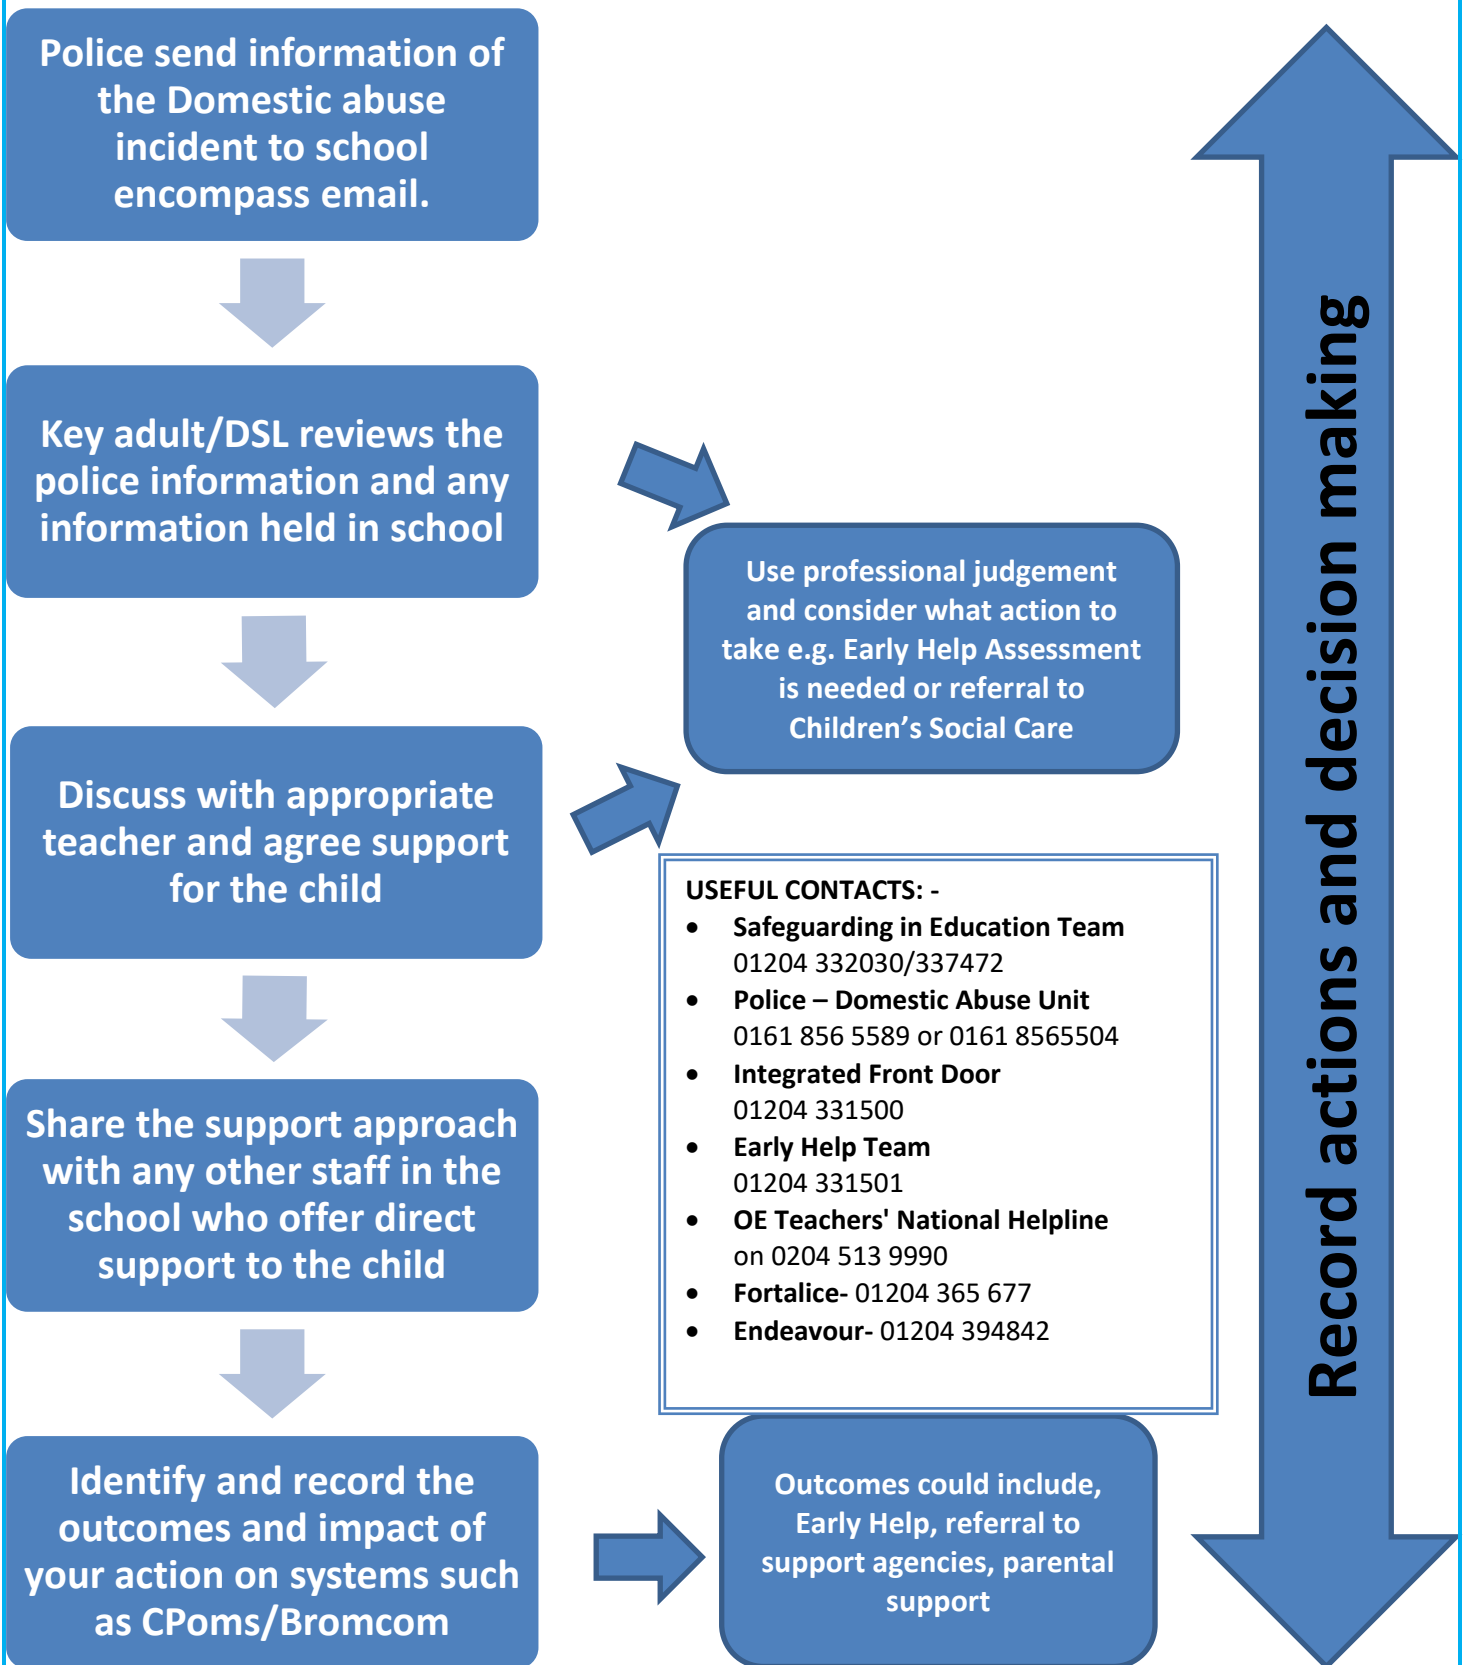 Police send information of
the Domestic abuse
incident to school
encompass email.
Key adult/DSL reviews the
police information and any
information held in school
Use professional judgement
and consider what action to
take e.g. Early Help Assessment
is needed or referral to
Children’s Social Care
Discuss with appropriate
teacher and agree support
for the child
USEFUL CONTACTS: -
• Safeguarding in Education Team
01204 332030/337472
• Police – Domestic Abuse Unit
0161 856 5589 or 0161 8565504
• Integrated Front Door
01204 331500
• Early Help Team
01204 331501
• OE Teachers' National Helpline
on 0204 513 9990
• Fortalice- 01204 365 677
• Endeavour- 01204 394842
Share the support approach
with any other staff in the
school who offer direct
support to the child
Identify and record the
outcomes and impact of
your action on systems such
as CPoms/Bromcom
Outcomes could include,
Early Help, referral to
support agencies, parental
support
Record actions and decision making